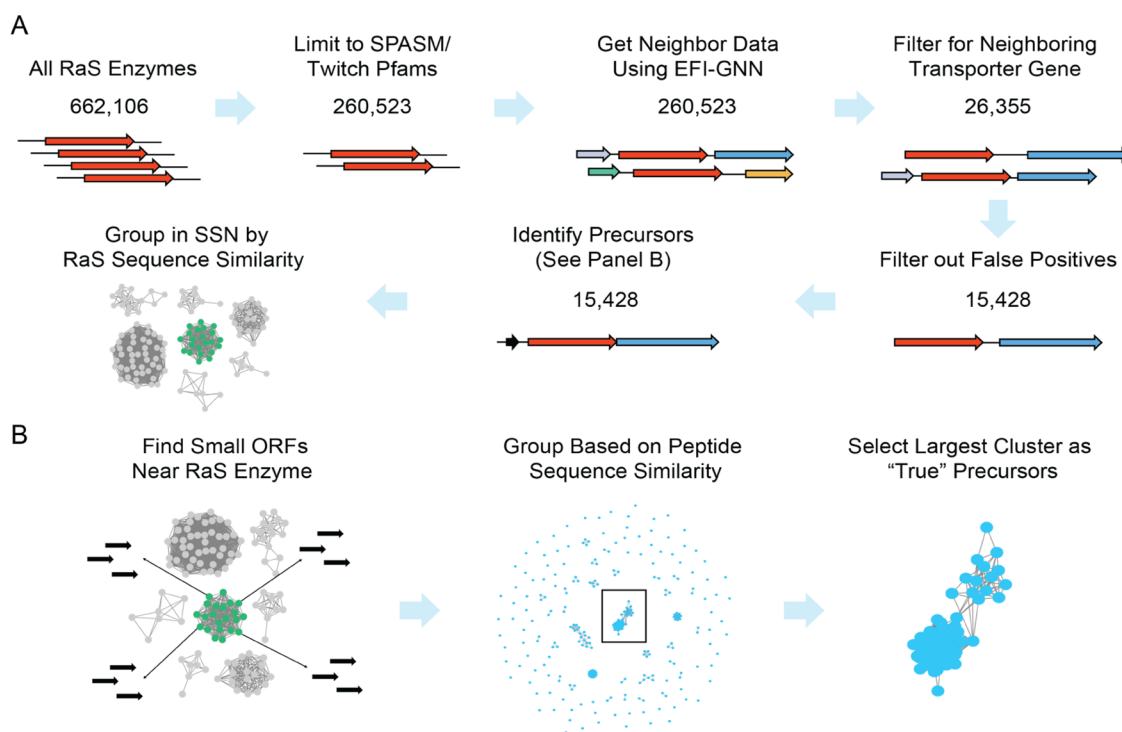 A
All RaS Enzymes
662,106
Limit to SPASM/
Twitch Pfams
260,523
Get Neighbor Data
Using EFI-GNN
260,523
Filter for Neighboring
Transporter Gene
26,355
Group in SSN by
RaS Sequence Similarity
Identify Precursors
(See Panel B)
15,428
Filter out False Positives
15,428
B
Find Small ORFs
Near RaS Enzyme
Group Based on Peptide
Sequence Similarity
Select Largest Cluster as
“True” Precursors